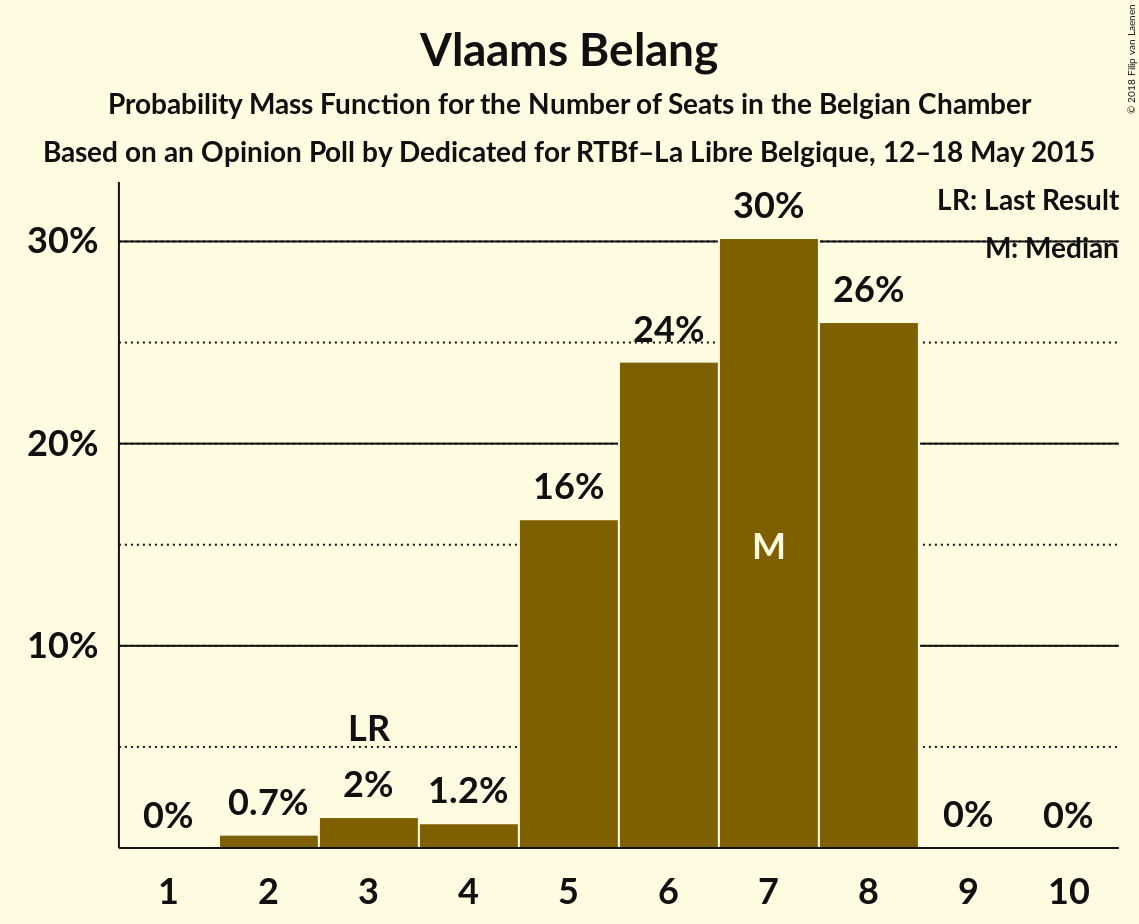 Vlaams Belang
Probability Mass Function for the Number of Seats in the Belgian Chamber
Based on an Opinion Poll by Dedicated for RTBf–La Libre Belgique, 12–18 May 2015
© 2018 Filip van Laenen
LR: Last Result
M: Median
30%
20%
10%
0%
0.7%
LR
2%
1.2%
16%
24%
30%
M
26%
0%
0%
1 2 3 4 5 6 7 8 9 10